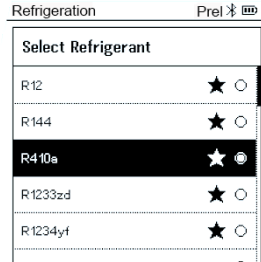 Refrigeration Prel
Select Refrigerant
R12
R144
R410a
R1233zd
R1234yf